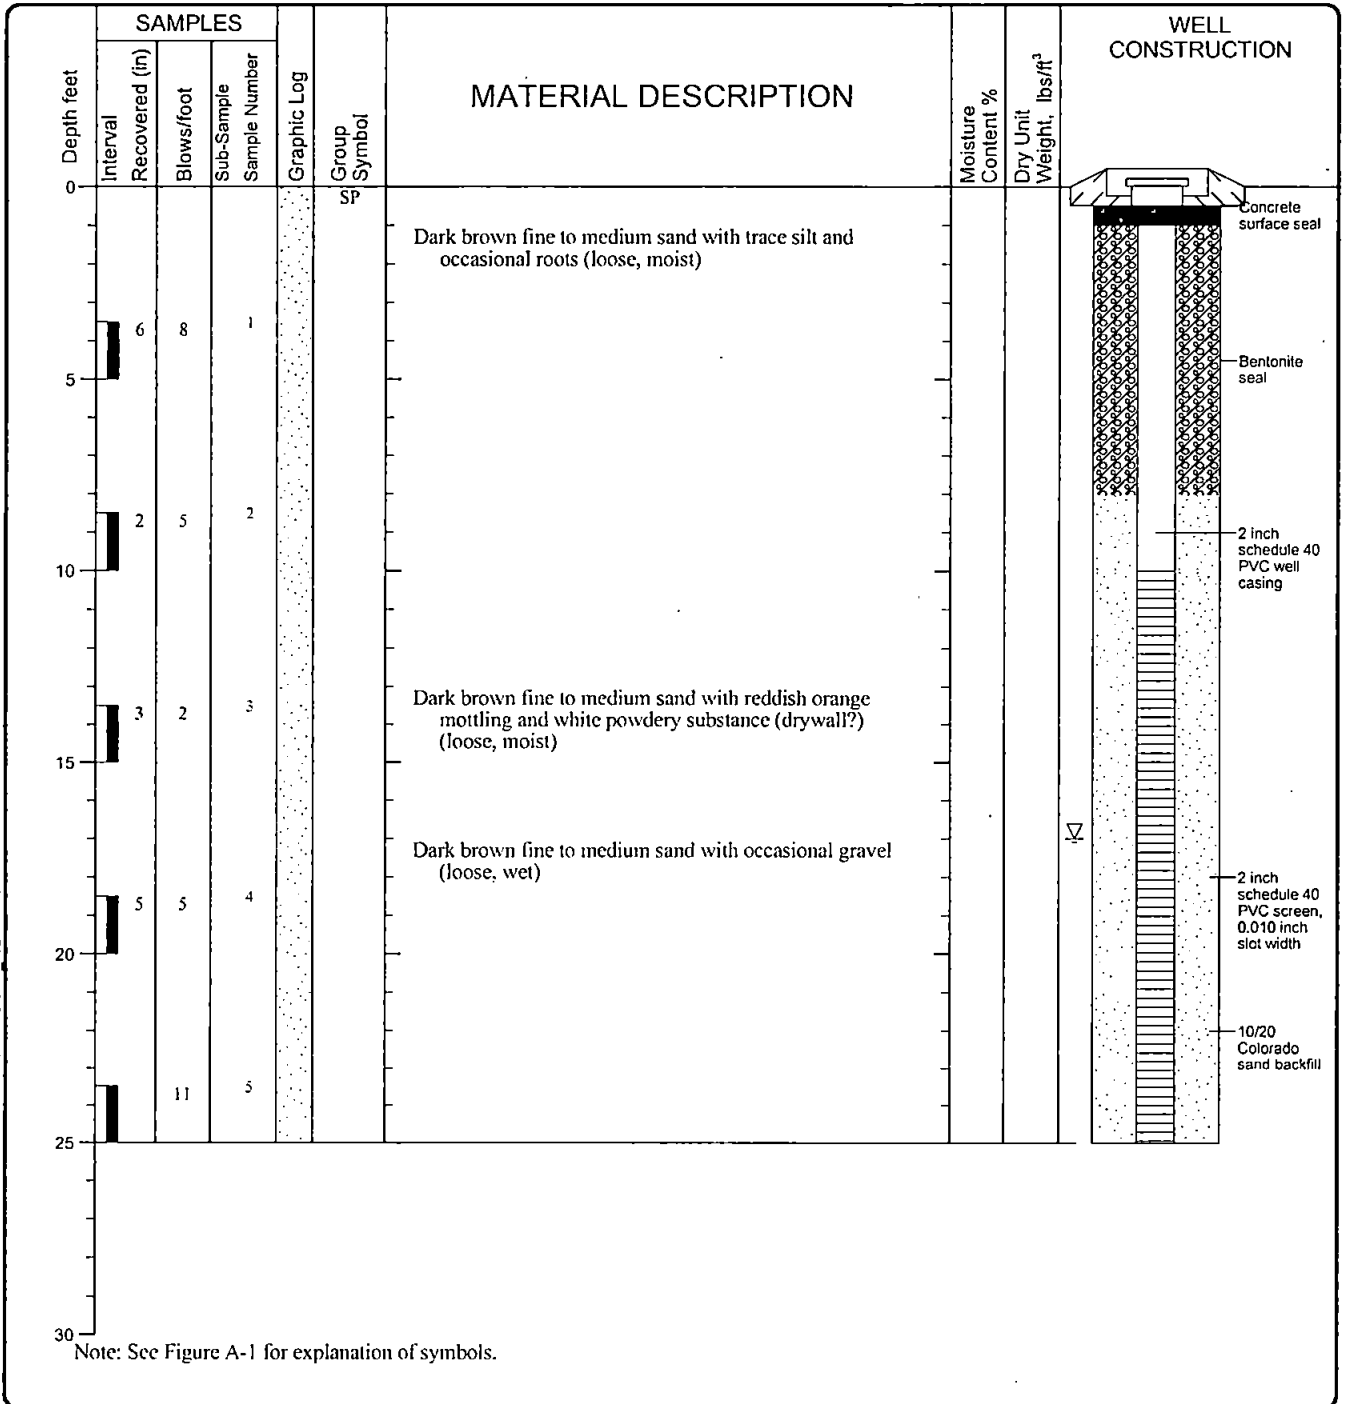 SAMPLES
WELL
CONSTRUCTION
Depth feet
Interval
Recovered (in)
Blows/foot
Sub-Sample
Sample Number
Graphic Log
Group
Symbol
MATERIAL DESCRIPTION
Moisture
Content %
Dry Unit
Weight, lbs/ft³
0
SP
Concrete
surface seal
Dark brown fine to medium sand with trace silt and
occasional roots (loose, moist)
6 8 1
5
Bentonite
seal
2 5 2
2 inch
schedule 40
PVC well
casing
10
3 2 3
Dark brown fine to medium sand with reddish orange
mottling and white powdery substance (drywall?)
(loose, moist)
15
Dark brown fine to medium sand with occasional gravel
(loose, wet)
5 5 4
2 inch
schedule 40
PVC screen,
0.010 inch
slot width
20
10/20
Colorado
sand backfill
11 5
25
30
Note: See Figure A-1 for explanation of symbols.